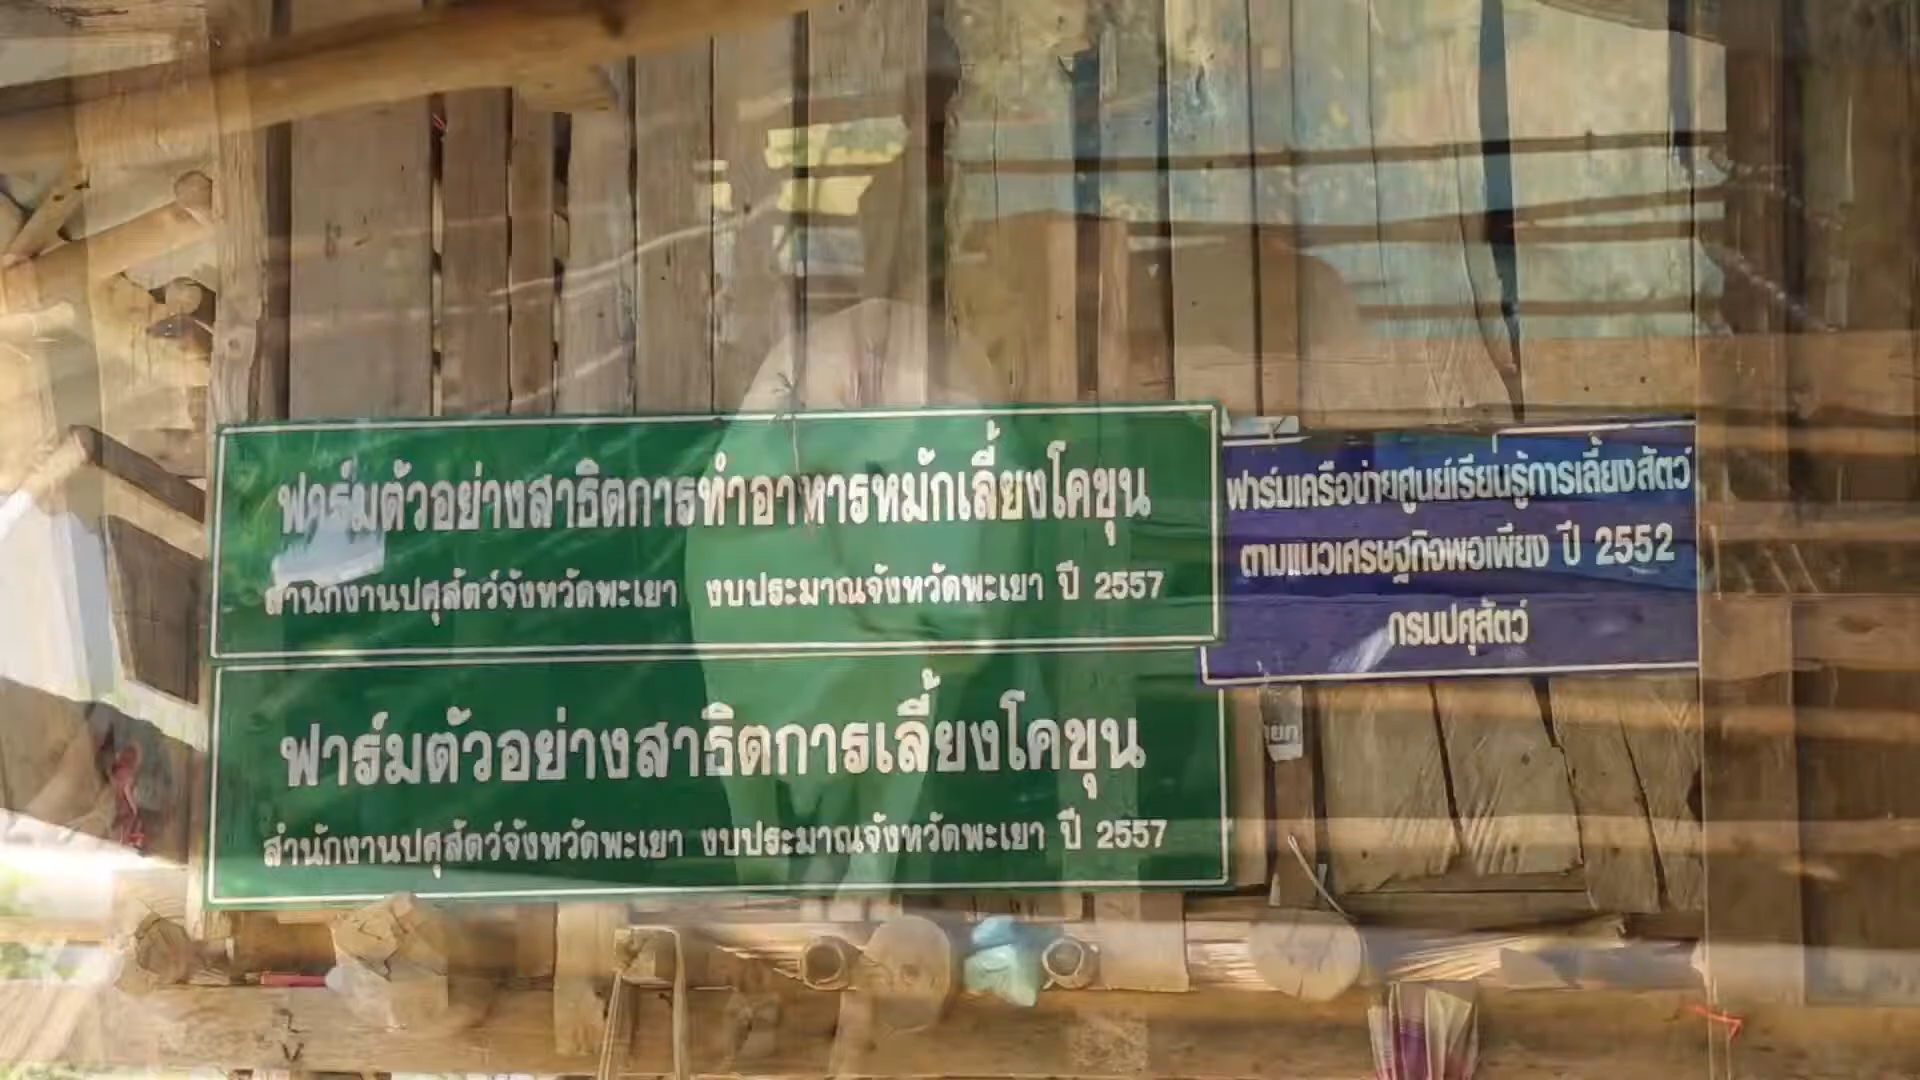 ฟาร์มตัวอย่างสาธิตการทำอาหารหมักเลี้ยงโคขุน
สำนักงานปศุสัตว์จังหวัดพะเยา งบประมาณจังหวัดพะเยา ปี 2557
ฟาร์มตัวอย่างสาธิตการเลี้ยงโคขุน
สำนักงานปศุสัตว์จังหวัดพะเยา งบประมาณจังหวัดพะเยา ปี 2557
ฟาร์มเครือข่ายศูนย์เรียนรู้การเลี้ยงสัตว์
ตามแนวเศรษฐกิจพอเพียง ปี 2552
กรมปศุสัตว์